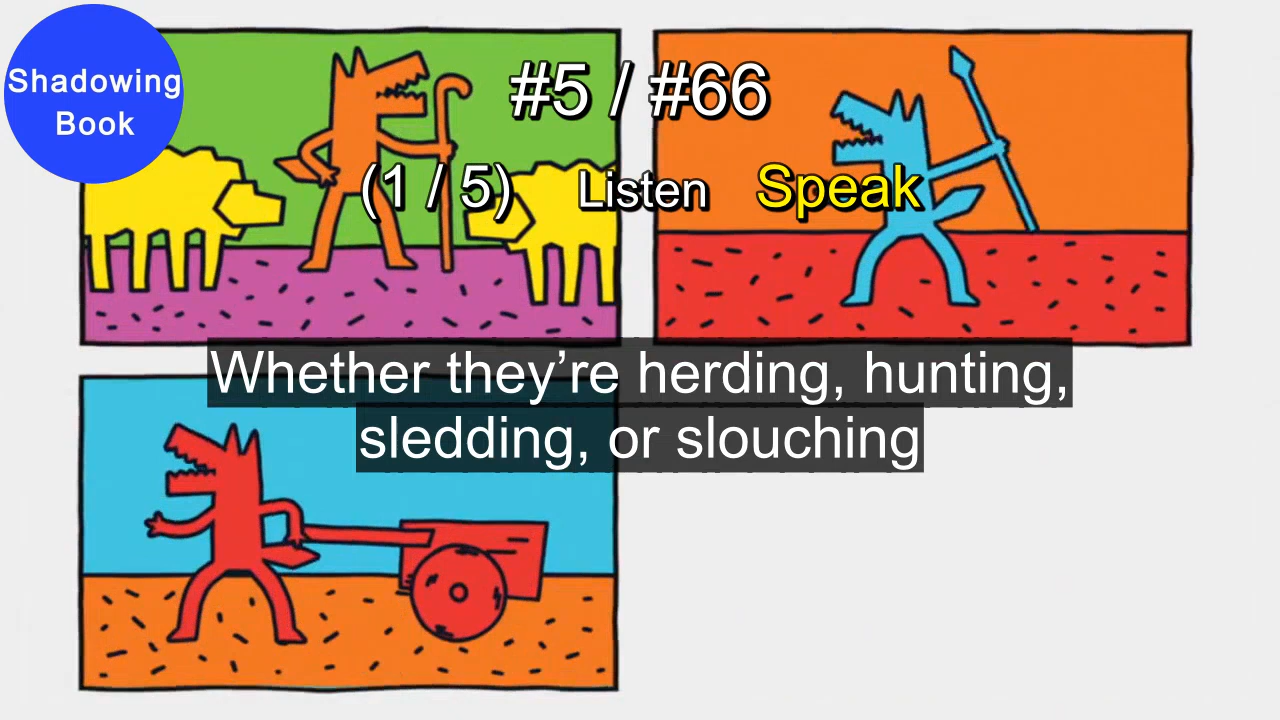 Shadowing
Book
#5 / #66
(1 / 5) Listen Speak
Whether they’re herding, hunting,
sledding, or slouching